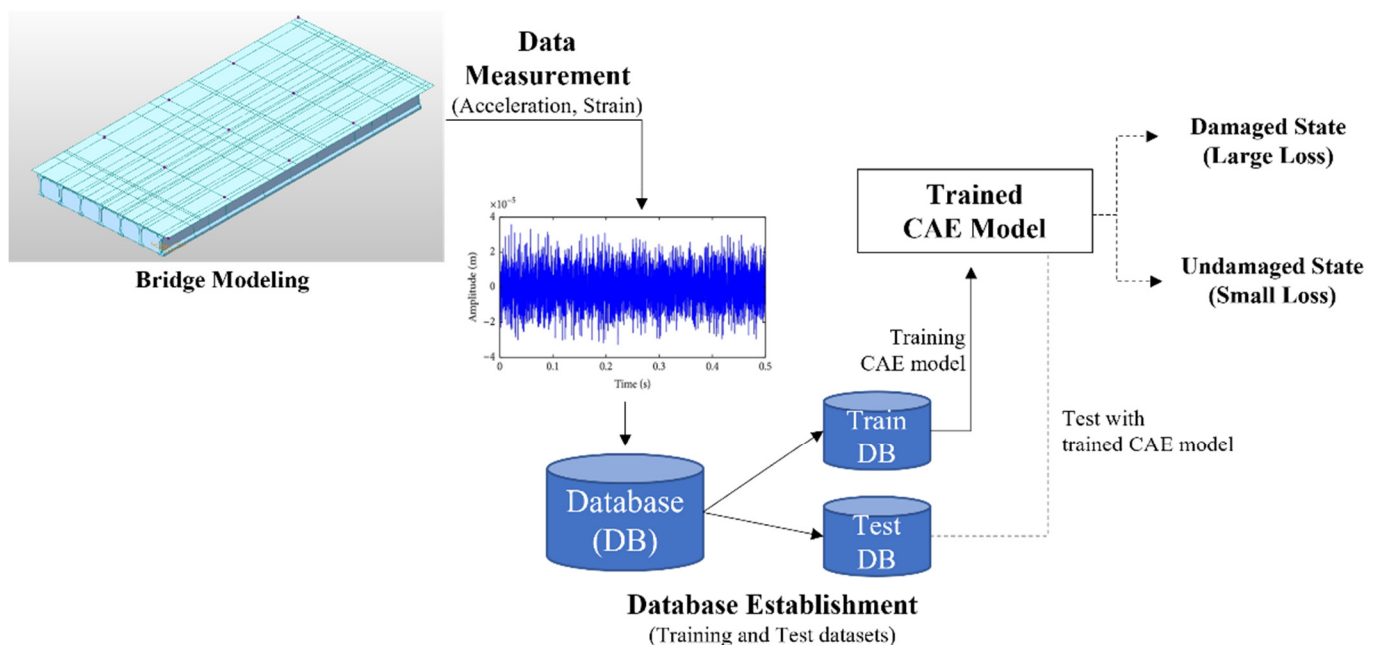 Data
Measurement
(Acceleration, Strain)
Bridge Modeling
×10⁻⁵
4
2
0
−2
−4
Amplitude (m)
0
0.1
0.2
0.3
0.4
0.5
Time (s)
Database
(DB)
Train
DB
Test
DB
Database Establishment
(Training and Test datasets)
Training
CAE model
Test with
trained CAE model
Trained
CAE Model
Damaged State
(Large Loss)
Undamaged State
(Small Loss)